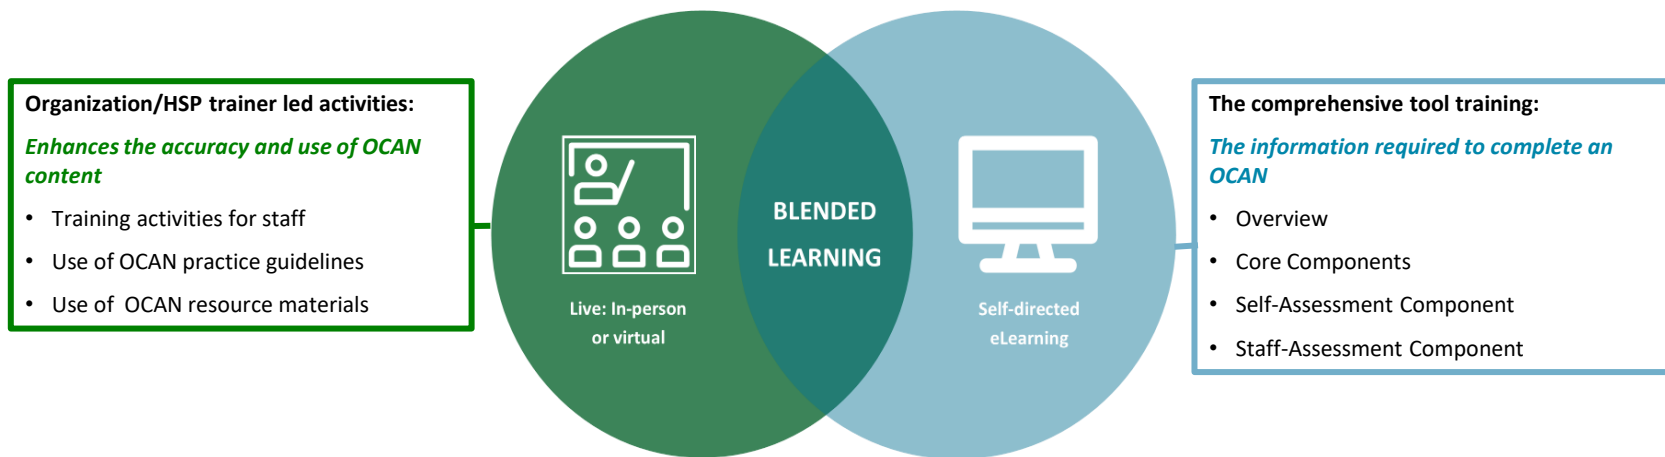 Organization/HSP trainer led activities:
Enhances the accuracy and use of OCAN
content
• Training activities for staff
• Use of OCAN practice guidelines
• Use of OCAN resource materials
Live: In-person
or virtual
BLENDED
LEARNING
Self-directed
eLearning
The comprehensive tool training:
The information required to complete an
OCAN
• Overview
• Core Components
• Self-Assessment Component
• Staff-Assessment Component